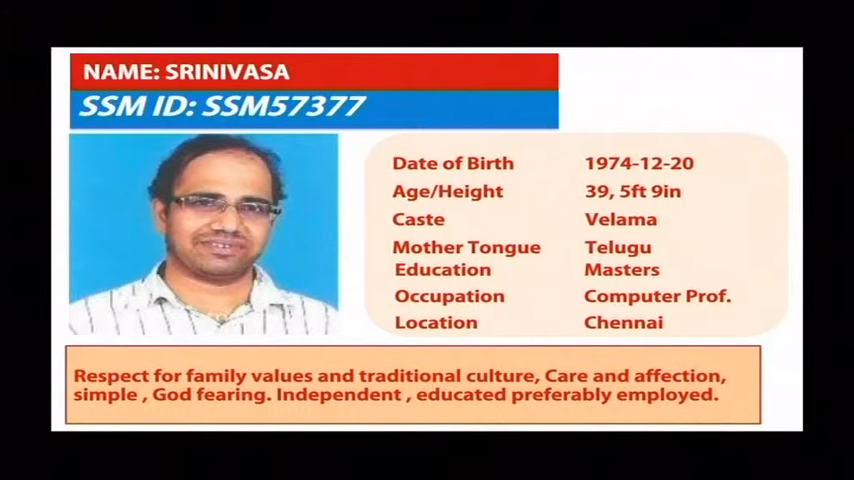 NAME: SRINIVASA
SSM ID: SSM57377
Date of Birth 1974-12-20
Age/Height 39, 5ft 9in
Caste Velama
Mother Tongue Telugu
Education Masters
Occupation Computer Prof.
Location Chennai
Respect for family values and traditional culture, Care and affection,
simple , God fearing. Independent , educated preferably employed.